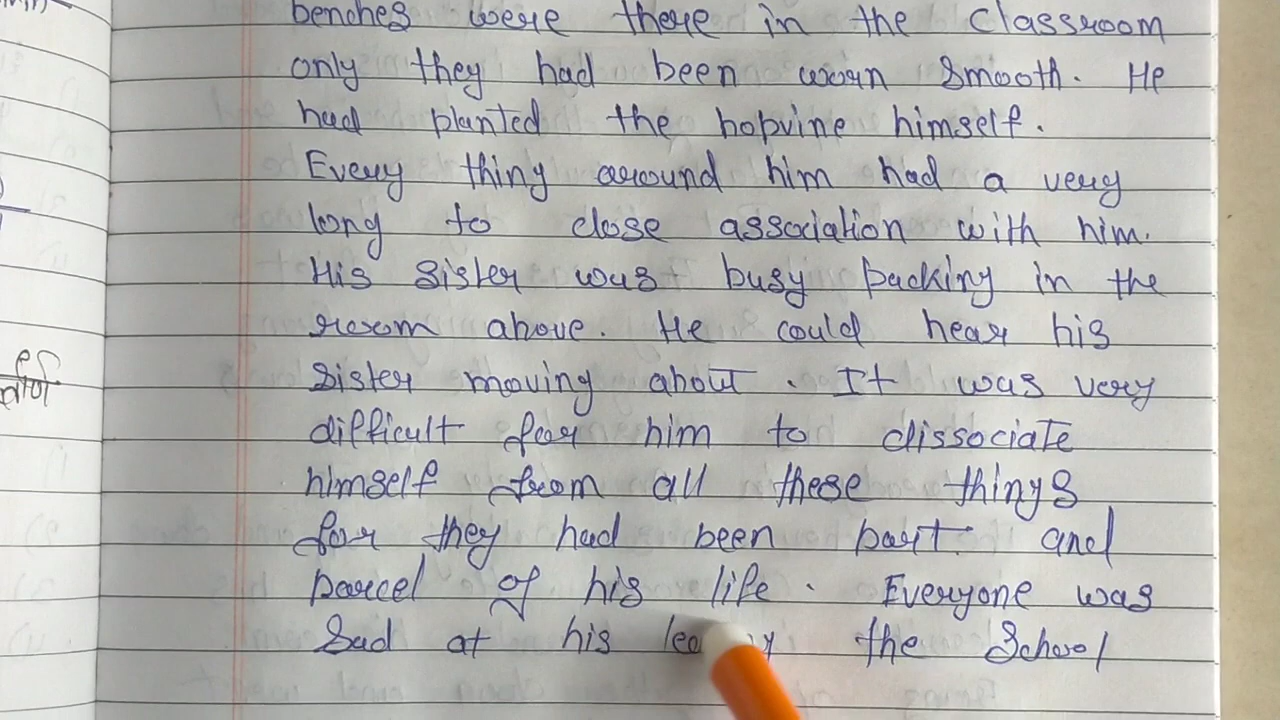 benches were there in the classroom
only they had been worn smooth. He
had planted the hopvine himself.
Every thing around him had a very
long to close association with him.
His sister was busy packing in the
room above. He could hear his
sister moving about. It was very
difficult for him to dissociate
himself from all these things
for they had been part and
parcel of his life. Everyone was
Sad at his the School